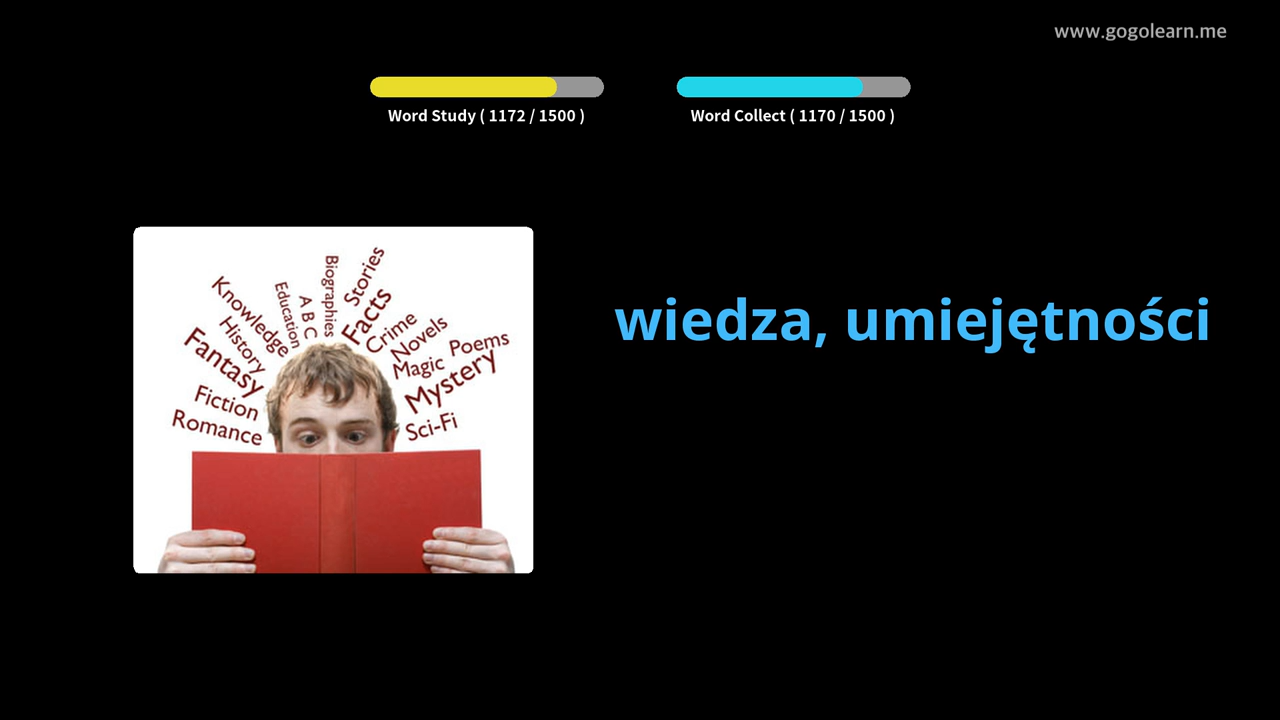 www.gogolearn.me
Word Study ( 1172 / 1500 )
Word Collect ( 1170 / 1500 )
wiedza, umiejętności
Romance
Fiction
Fantasy
History
Knowledge
Education
A B C
Biographies
Stories
Facts
Crime
Novels
Magic
Poems
Mystery
Sci-Fi